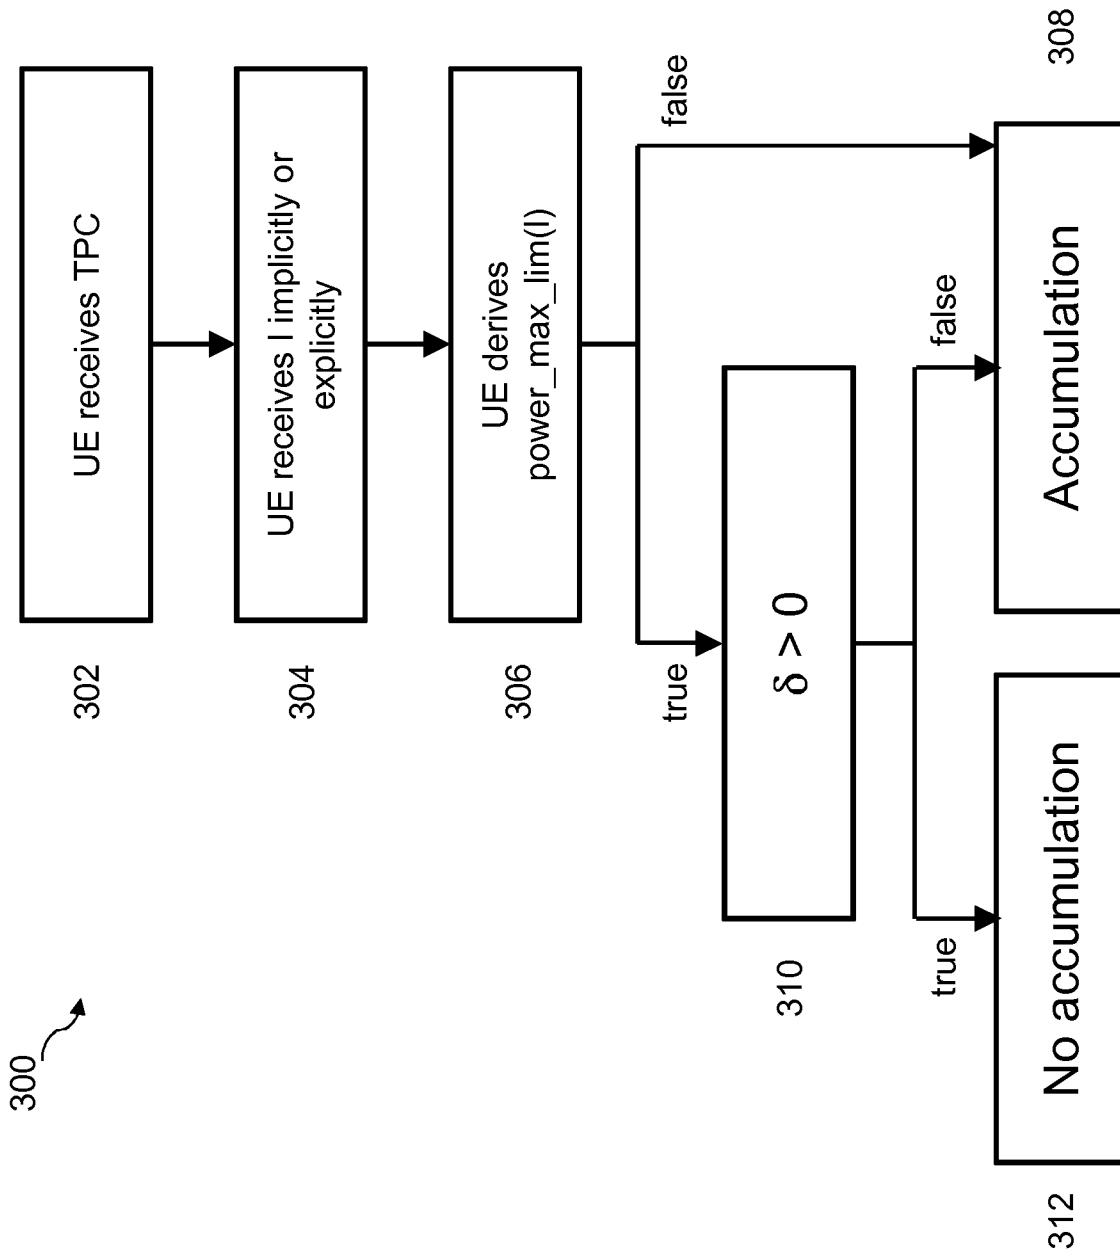 300
302
UE receives TPC
304
UE receives I implicitly or
explicitly
306
UE derives
power_max_lim(I)
true
false
310
δ > 0
true
false
312
No accumulation
308
Accumulation